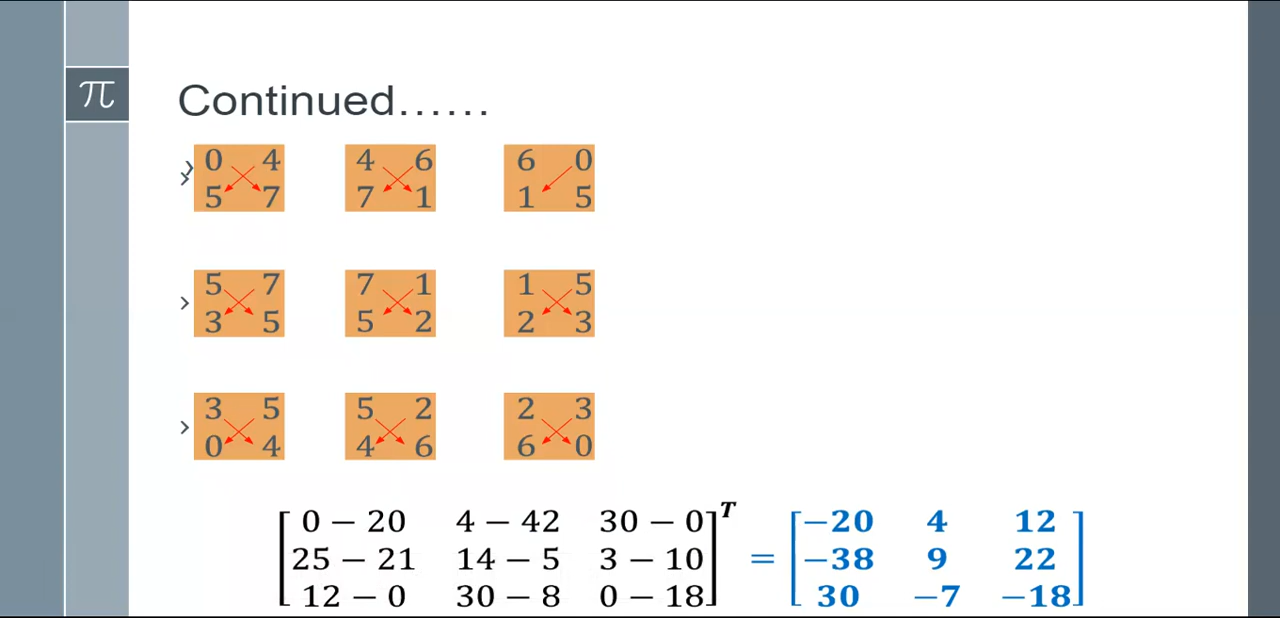 π
Continued……
0 4 4 6 6 0
5 7 7 1 1 5
5 7 7 1 1 5
3 5 5 2 2 3
3 5 5 2 2 3
0 4 4 6 6 0
[0 − 20 4 − 42 30 − 0]ᵀ [−20 4 12]
[25 − 21 14 − 5 3 − 10] = [−38 9 22]
[12 − 0 30 − 8 0 − 18] [30 −7 −18]